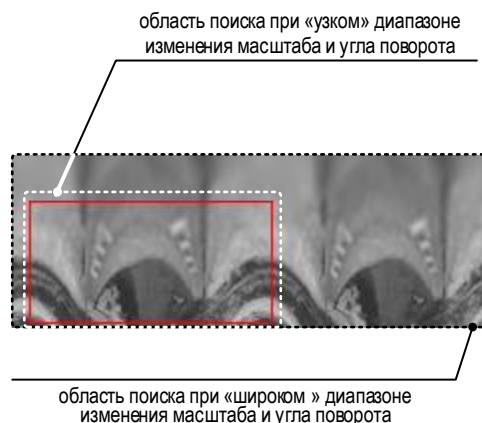 область поиска при «узком» диапазоне
изменения масштаба и угла поворота
область поиска при «широком » диапазоне
изменения масштаба и угла поворота